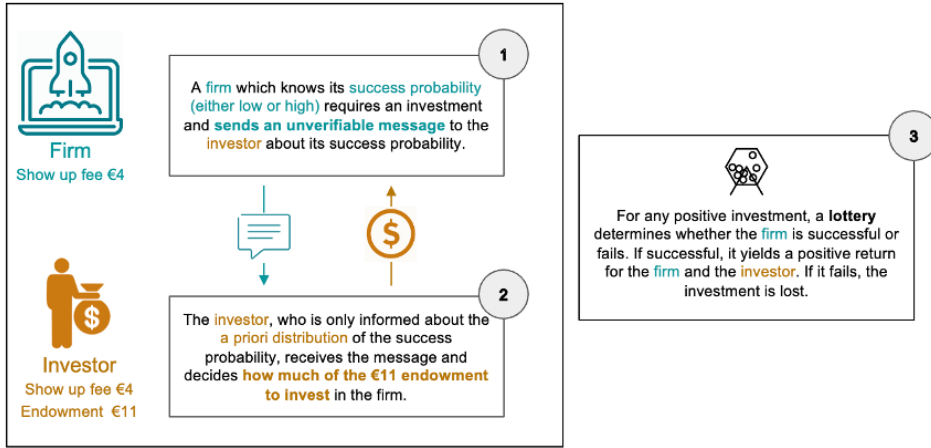 1
A firm which knows its success probability
(either low or high) requires an investment
and sends an unverifiable message to the
investor about its success probability.
Firm
Show up fee €4
$
2
The investor, who is only informed about the
a priori distribution of the success
probability, receives the message and
decides how much of the €11 endowment
to invest in the firm.
$
Investor
Show up fee €4
Endowment €11
3
For any positive investment, a lottery
determines whether the firm is successful or
fails. If successful, it yields a positive return
for the firm and the investor. If it fails, the
investment is lost.